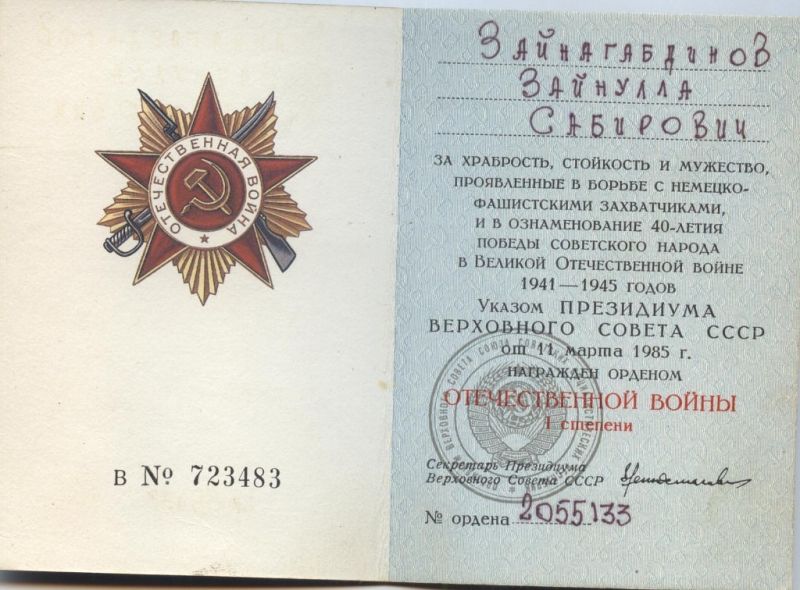 ОТЕЧЕСТВЕННАЯ ВОЙНА
В № 723483
ЗАЙНАГАБДИНОВ
ЗАЙНУЛЛА
САБИРОВИЧ
ЗА ХРАБРОСТЬ, СТОЙКОСТЬ И МУЖЕСТВО,
ПРОЯВЛЕННЫЕ В БОРЬБЕ С НЕМЕЦКО-
ФАШИСТСКИМИ ЗАХВАТЧИКАМИ,
И В ОЗНАМЕНОВАНИЕ 40-ЛЕТИЯ
ПОБЕДЫ СОВЕТСКОГО НАРОДА
В ВЕЛИКОЙ ОТЕЧЕСТВЕННОЙ ВОЙНЕ
1941—1945 ГОДОВ
УКАЗОМ ПРЕЗИДИУМА
ВЕРХОВНОГО СОВЕТА СССР
от 11 марта 1985 г.
НАГРАЖДЕН ОРДЕНОМ
ОТЕЧЕСТВЕННОЙ ВОЙНЫ
I степени
Секретарь Президиума
Верховного Совета СССР
№ ордена 2055133